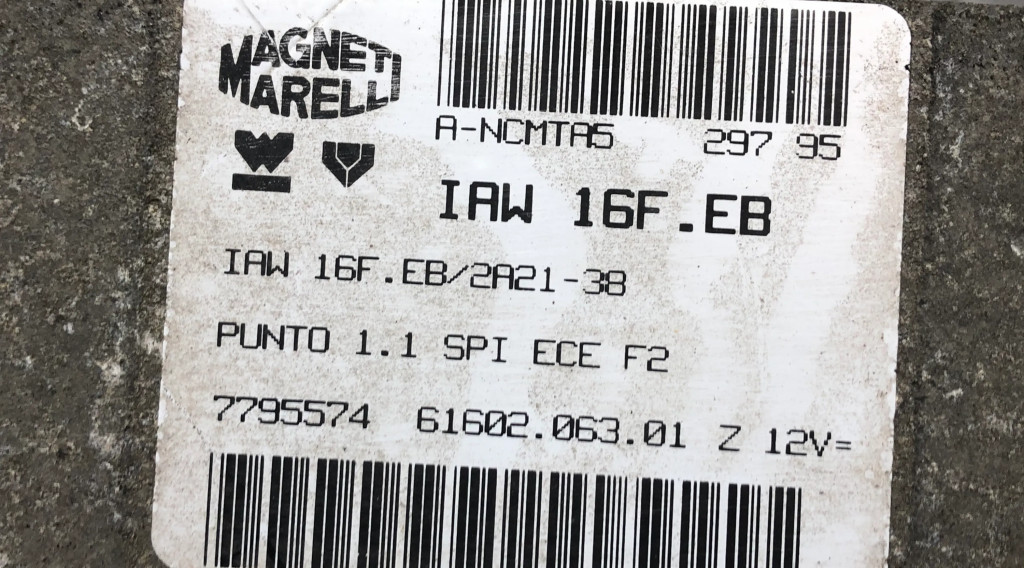 MAGNETI
MARELLI
A-NCMTA5 297 95
IAW 16F.EB
IAW 16F.EB/2A21-38
PUNTO 1.1 SPI ECE F2
7795574 61602.063.01 Z 12V=